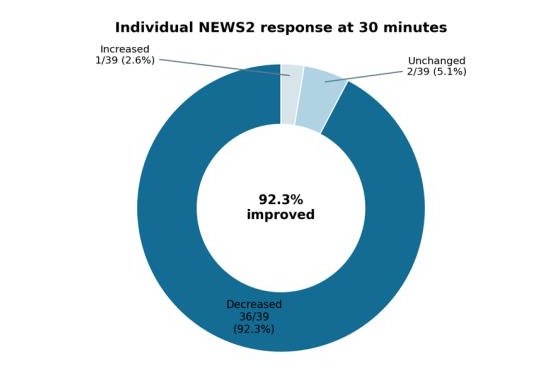 Individual NEWS2 response at 30 minutes
Increased
1/39 (2.6%)
Unchanged
2/39 (5.1%)
92.3%
improved
Decreased
36/39
(92.3%)